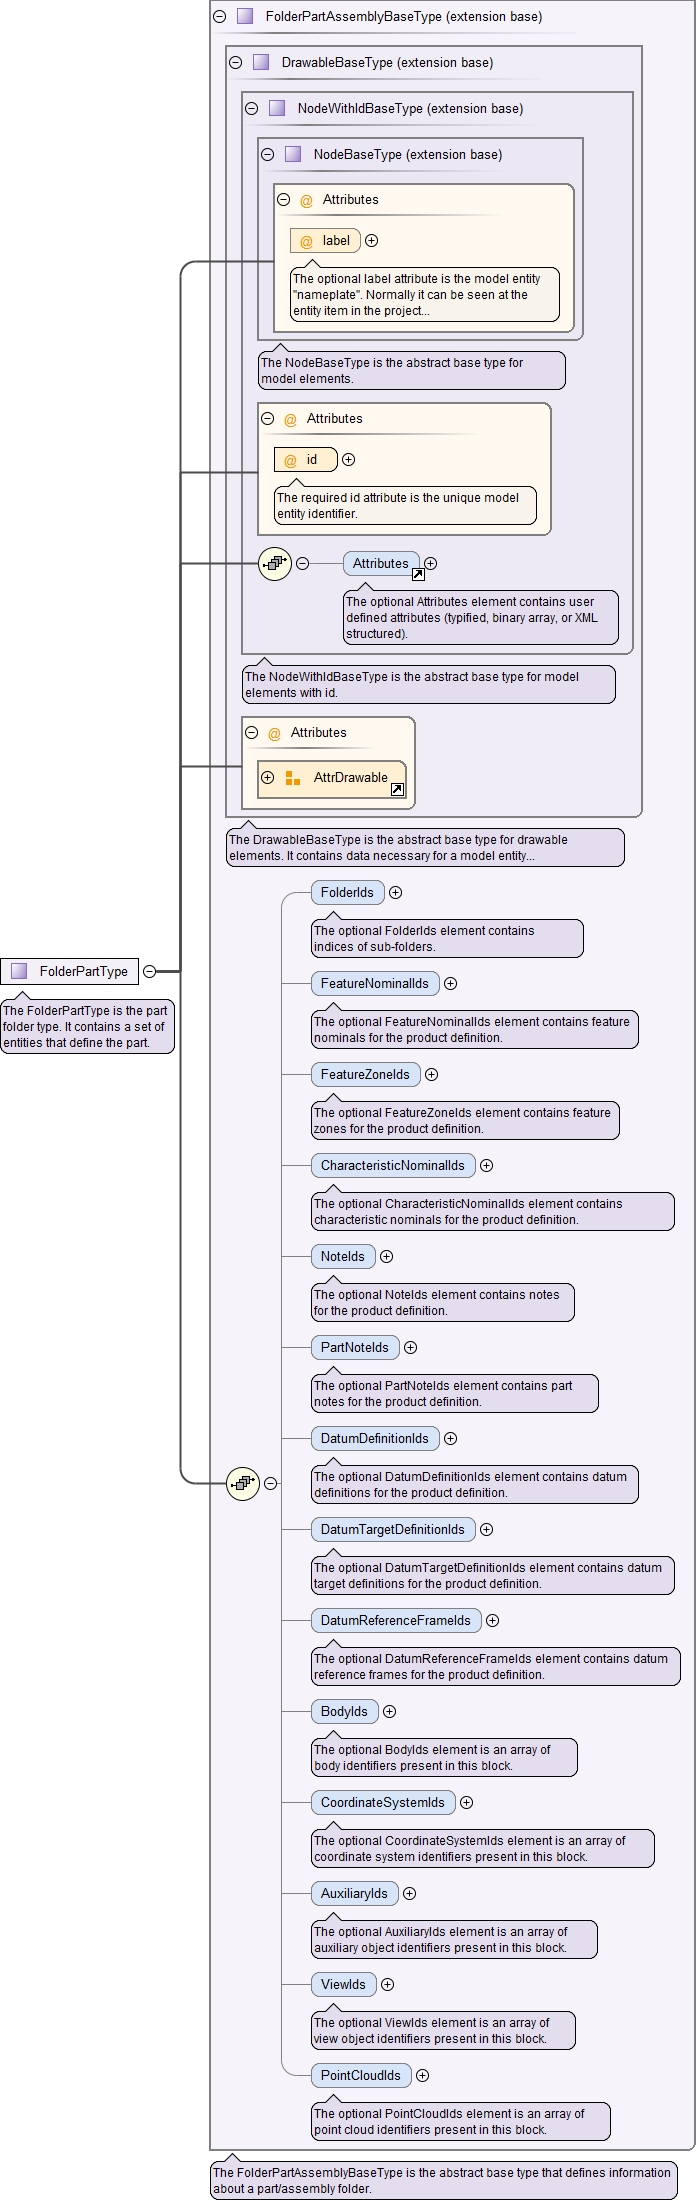 FolderPartAssemblyBaseType (extension base)
DrawableBaseType (extension base)
NodeWithIdBaseType (extension base)
NodeBaseType (extension base)
@ Attributes
@ label
The optional label attribute is the model entity
"nameplate". Normally it can be seen at the
entity item in the project...
The NodeBaseType is the abstract base type for
model elements.
@ Attributes
@ id
The required id attribute is the unique model
entity identifier.
Attributes
The optional Attributes element contains user
defined attributes (typified, binary array, or XML
structured).
The NodeWithIdBaseType is the abstract base type for model
elements with id.
@ Attributes
AttrDrawable
The DrawableBaseType is the abstract base type for drawable
elements. It contains data necessary for a model entity...
FolderIds
The optional FolderIds element contains
indices of sub-folders.
FolderPartType
The FolderPartType is the part
folder type. It contains a set of
entities that define the part.
FeatureNominalIds
The optional FeatureNominalIds element contains feature
nominals for the product definition.
FeatureZoneIds
The optional FeatureZoneIds element contains feature
zones for the product definition.
CharacteristicNominalIds
The optional CharacteristicNominalIds element contains
characteristic nominals for the product definition.
NoteIds
The optional NoteIds element contains notes
for the product definition.
PartNoteIds
The optional PartNoteIds element contains part
notes for the product definition.
DatumDefinitionIds
The optional DatumDefinitionIds element contains datum
definitions for the product definition.
DatumTargetDefinitionIds
The optional DatumTargetDefinitionIds element contains datum
target definitions for the product definition.
DatumReferenceFrameIds
The optional DatumReferenceFrameIds element contains datum
reference frames for the product definition.
BodyIds
The optional BodyIds element is an array of
body identifiers present in this block.
CoordinateSystemIds
The optional CoordinateSystemIds element is an array of
coordinate system identifiers present in this block.
AuxiliaryIds
The optional AuxiliaryIds element is an array of
auxiliary object identifiers present in this block.
ViewIds
The optional ViewIds element is an array of
view object identifiers present in this block.
PointCloudIds
The optional PointCloudIds element is an array of
point cloud identifiers present in this block.
The FolderPartAssemblyBaseType is the abstract base type that defines information
about a part/assembly folder.